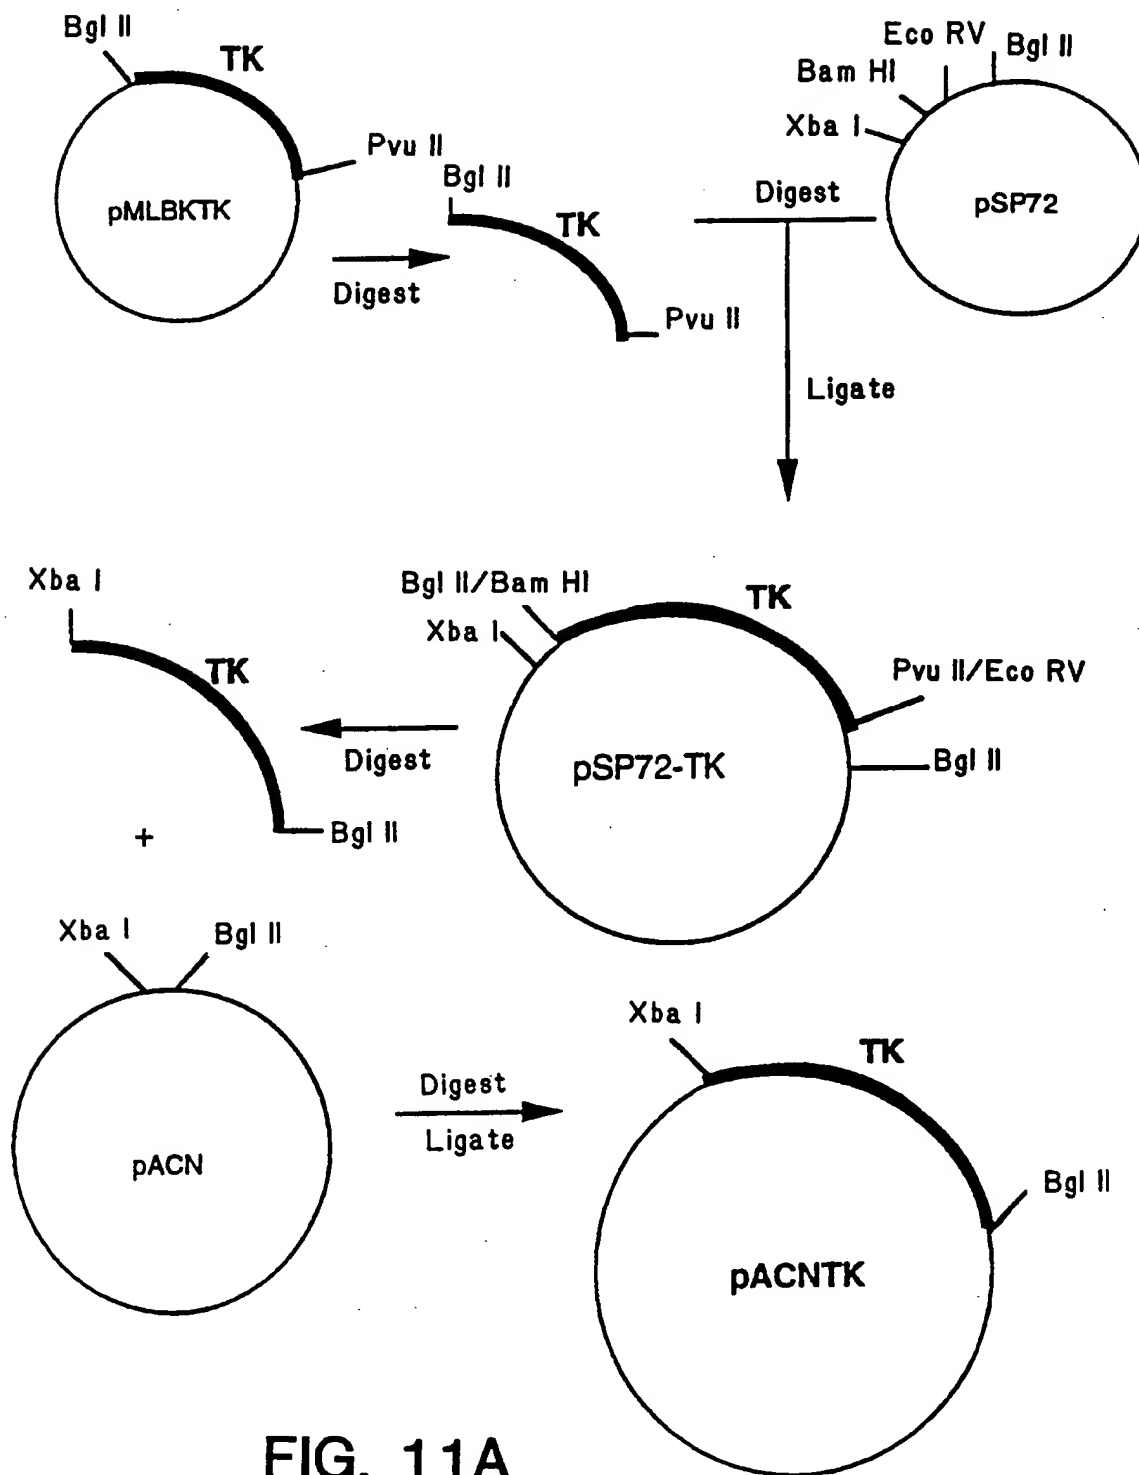 Bgl II
TK
Pvu II
pMLBKTK
Digest
Bgl II
TK
Pvu II
Digest
Ligate
Eco RV
Bgl II
Bam HI
Xba I
pSP72
Xba I
TK
Bgl II
Digest
Bgl II/Bam HI
Xba I
TK
Pvu II/Eco RV
Bgl II
pSP72-TK
+
Xba I
Bgl II
pACN
Digest
Ligate
Xba I
TK
Bgl II
pACNTK
FIG. 11A